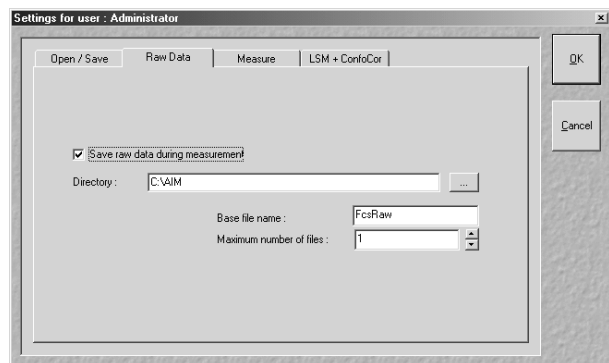 Settings for user : Administrator
Open / Save
Raw Data
Measure
LSM + ConfoCor
OK
Cancel
Save raw data during measurement
Directory :
C:\AIM
...
Base file name :
FcsRaw
Maximum number of files :
1